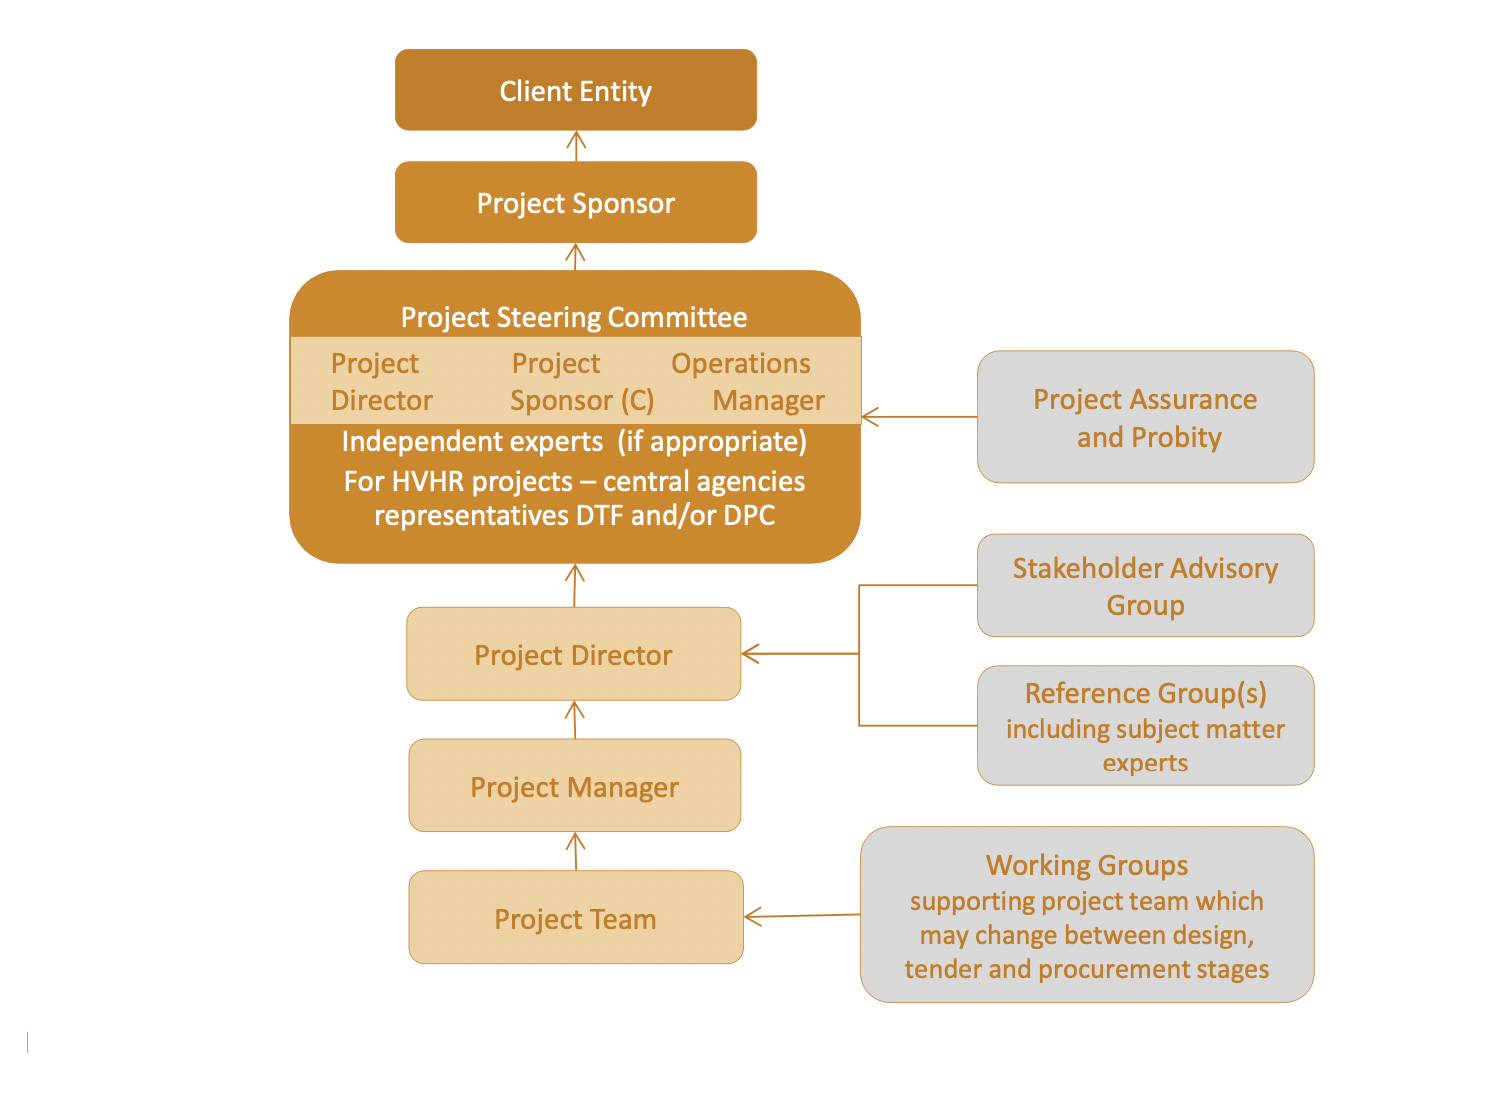 Client Entity
Project Sponsor
Project Steering Committee
Project Project Operations
Director Sponsor (C) Manager
Independent experts (if appropriate)
For HVHR projects – central agencies
representatives DTF and/or DPC
Project Assurance
and Probity
Stakeholder Advisory
Group
Project Director
Reference Group(s)
including subject matter
experts
Project Manager
Working Groups
supporting project team which
may change between design,
tender and procurement stages
Project Team